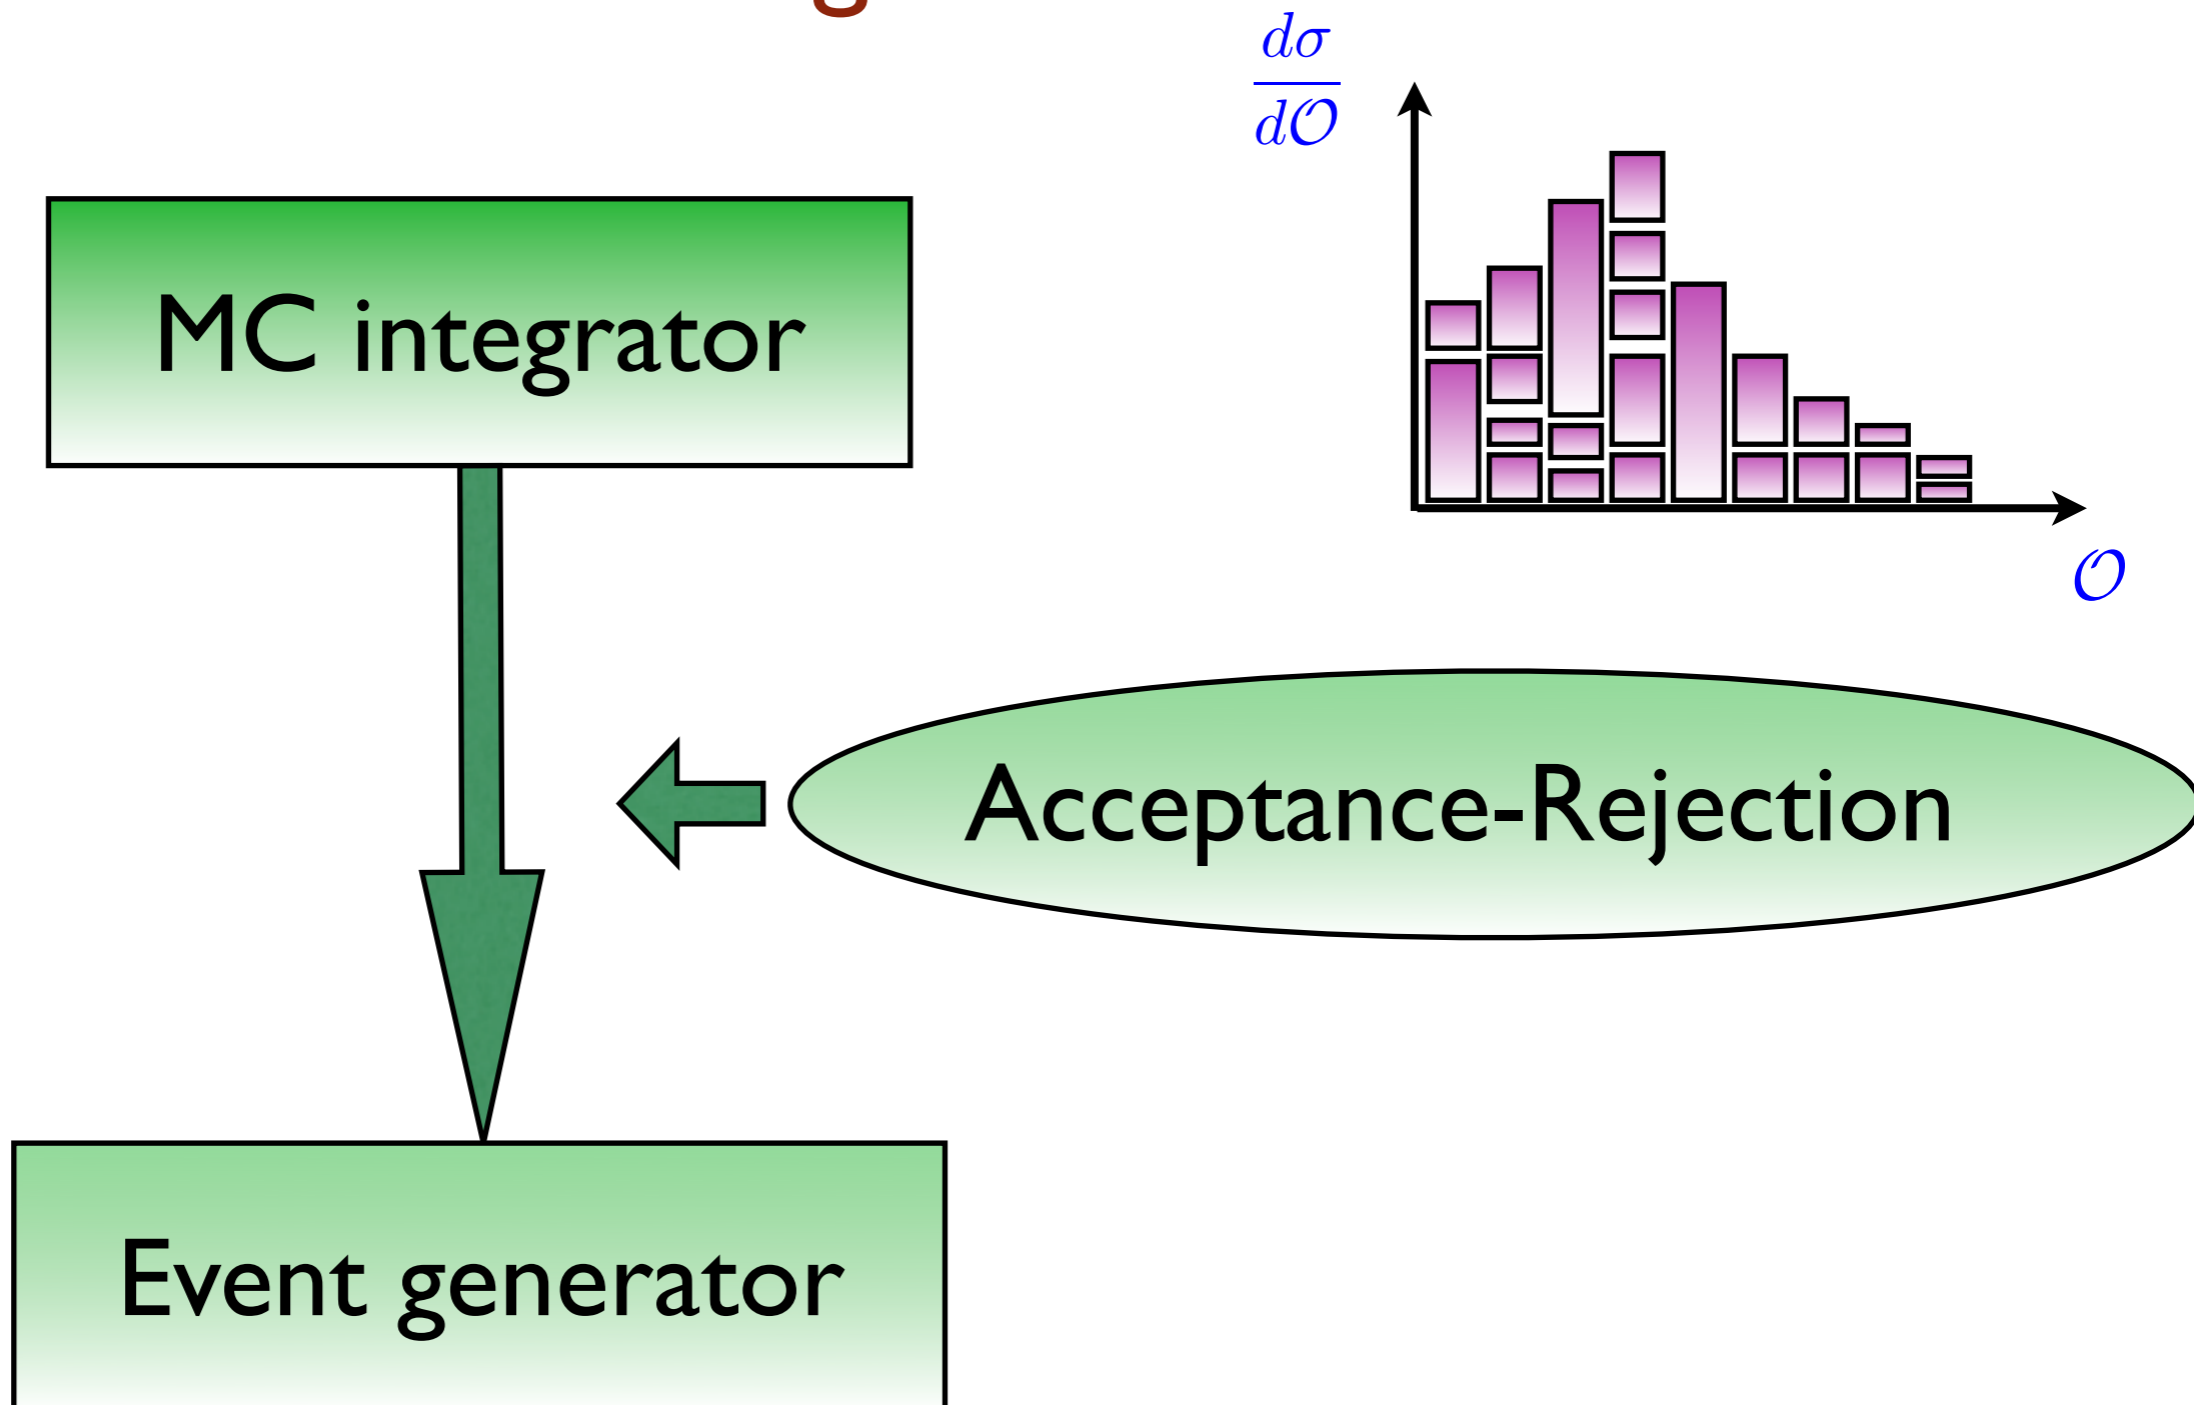 dσ
d𝒪
MC integrator
𝒪
Acceptance-Rejection
Event generator